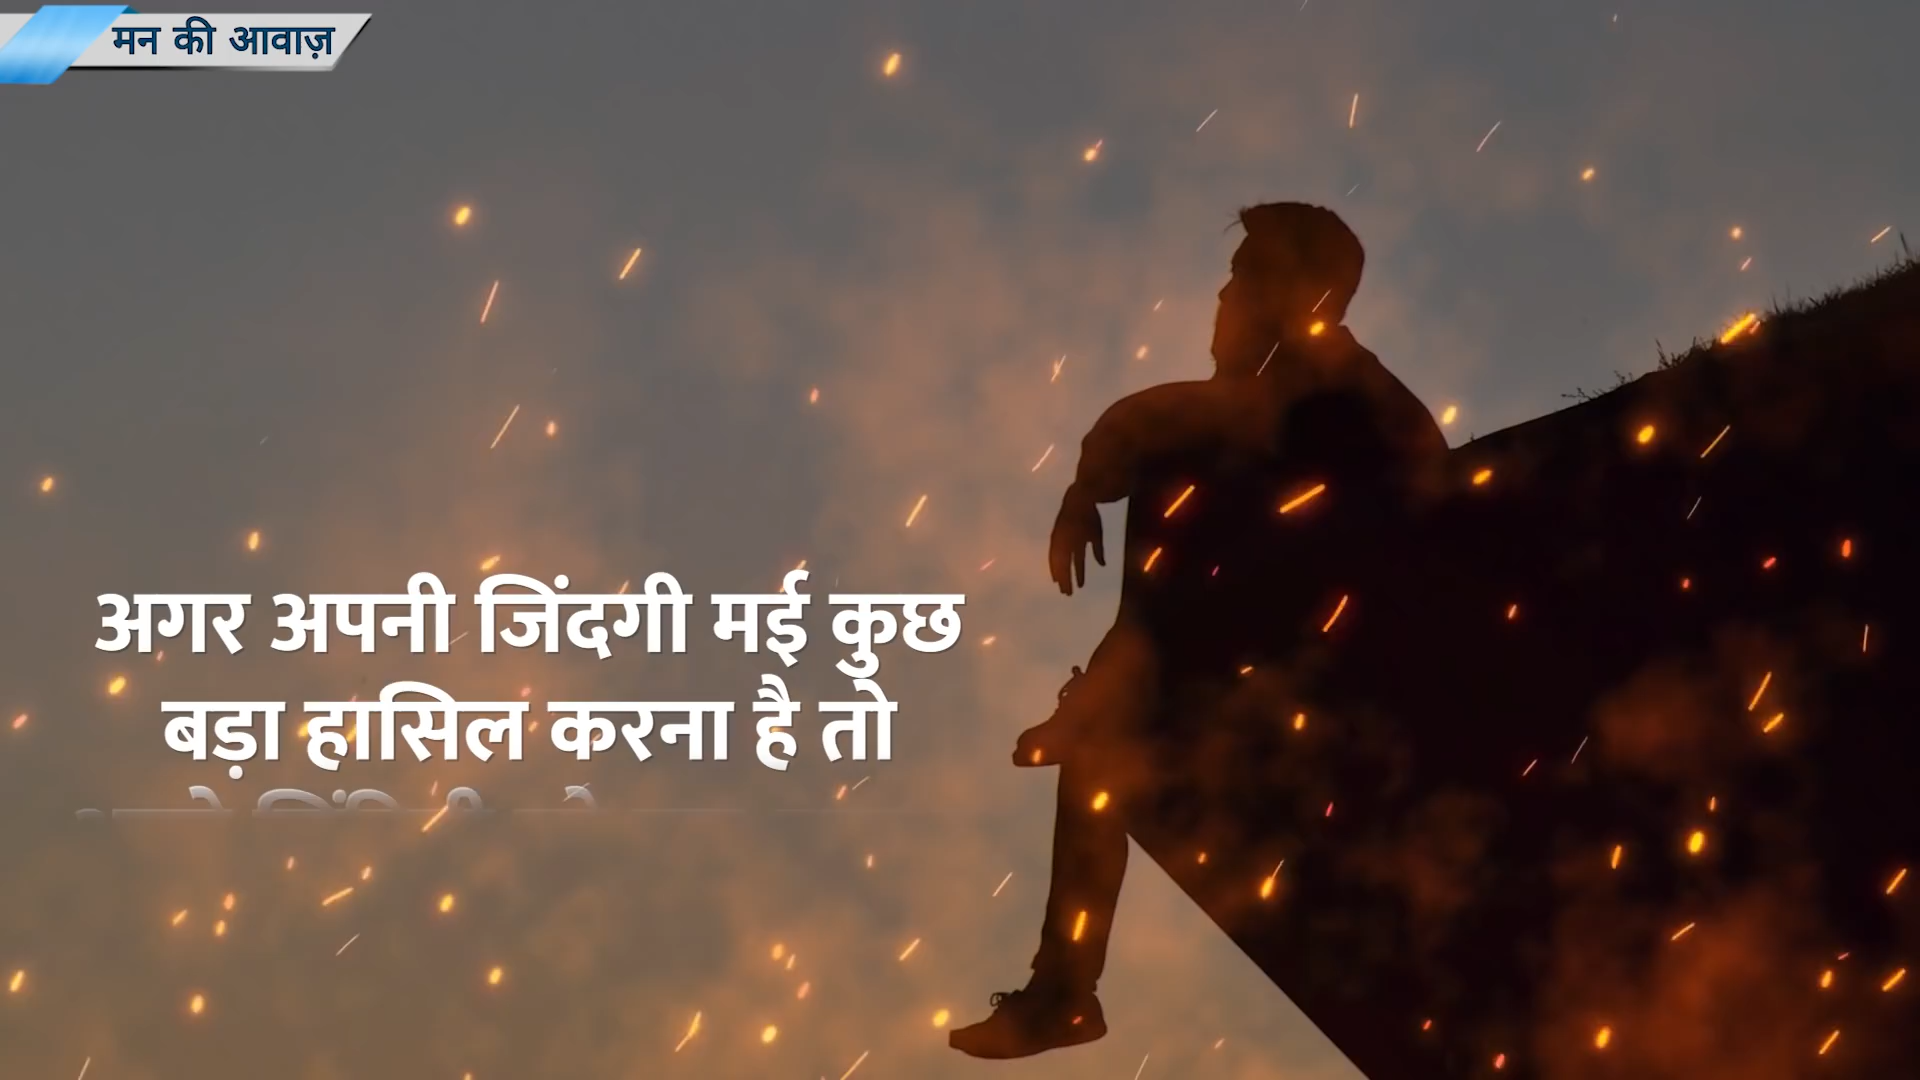 मन की आवाज़
अगर अपनी जिंदगी मई कुछ
बड़ा हासिल करना है तो